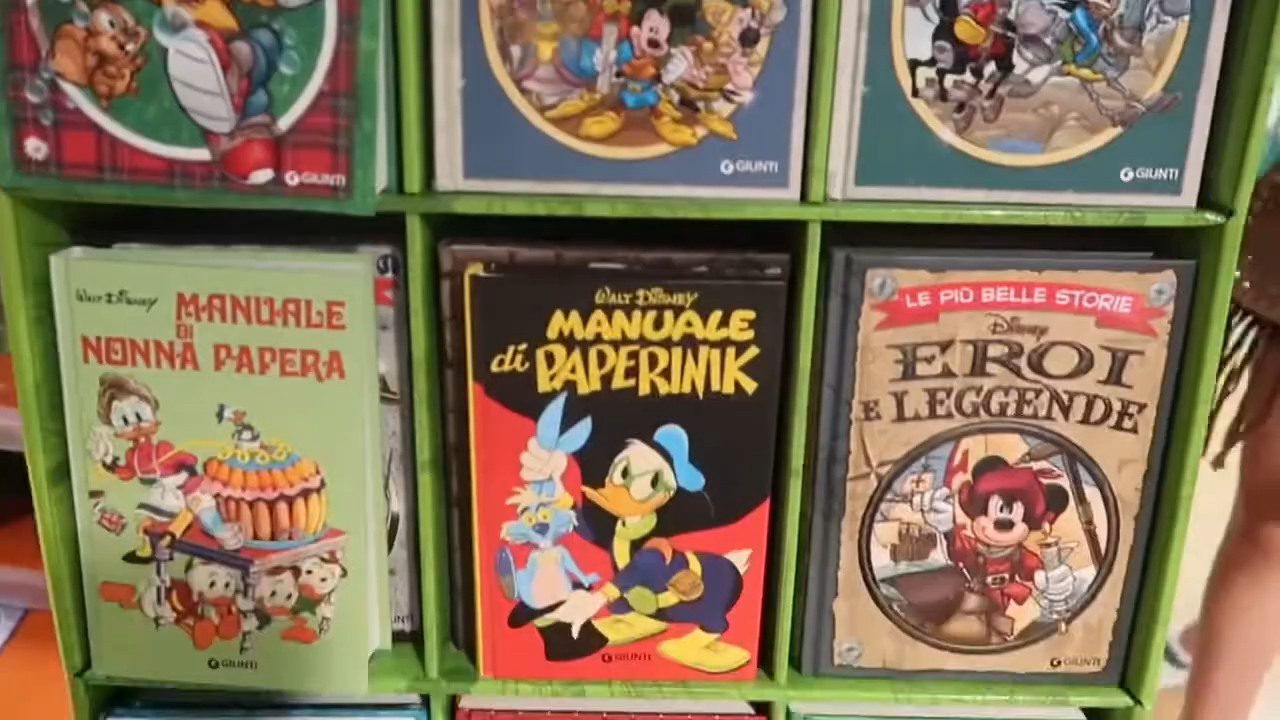 GIUNTI
GIUNTI
GIUNTI
WALT DISNEY
MANUALE
DI
NONNA PAPERA
GIUNTI
WALT DISNEY
MANUALE
di PAPERINIK
GIUNTI
LE PIÙ BELLE STORIE
Disney
EROI
E LEGGENDE
GIUNTI